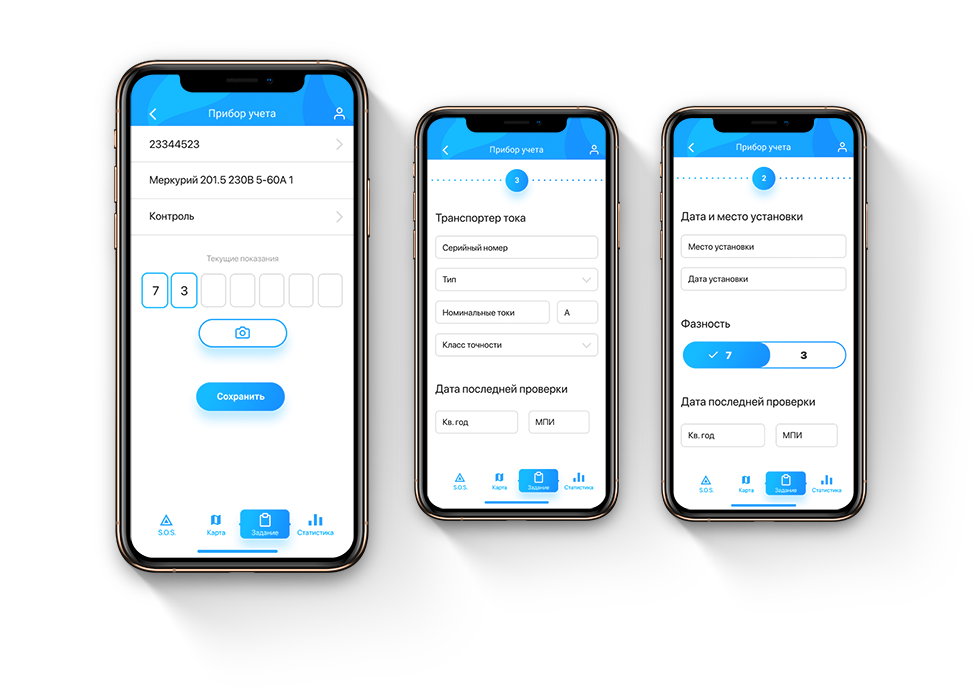 Прибор учета
23344523
Меркурий 201.5 230В 5-60А 1
Контроль
Текущие показания
7 3
Сохранить
S.O.S. Карта Задание Статистика
Прибор учета
3
Транспортер тока
Серийный номер
Тип
Номинальные токи А
Класс точности
Дата последней проверки
Кв. год МПИ
S.O.S. Карта Задание Статистика
Прибор учета
2
Дата и место установки
Место установки
Дата установки
Фазность
7 3
Дата последней проверки
Кв. год МПИ
S.O.S. Карта Задание Статистика